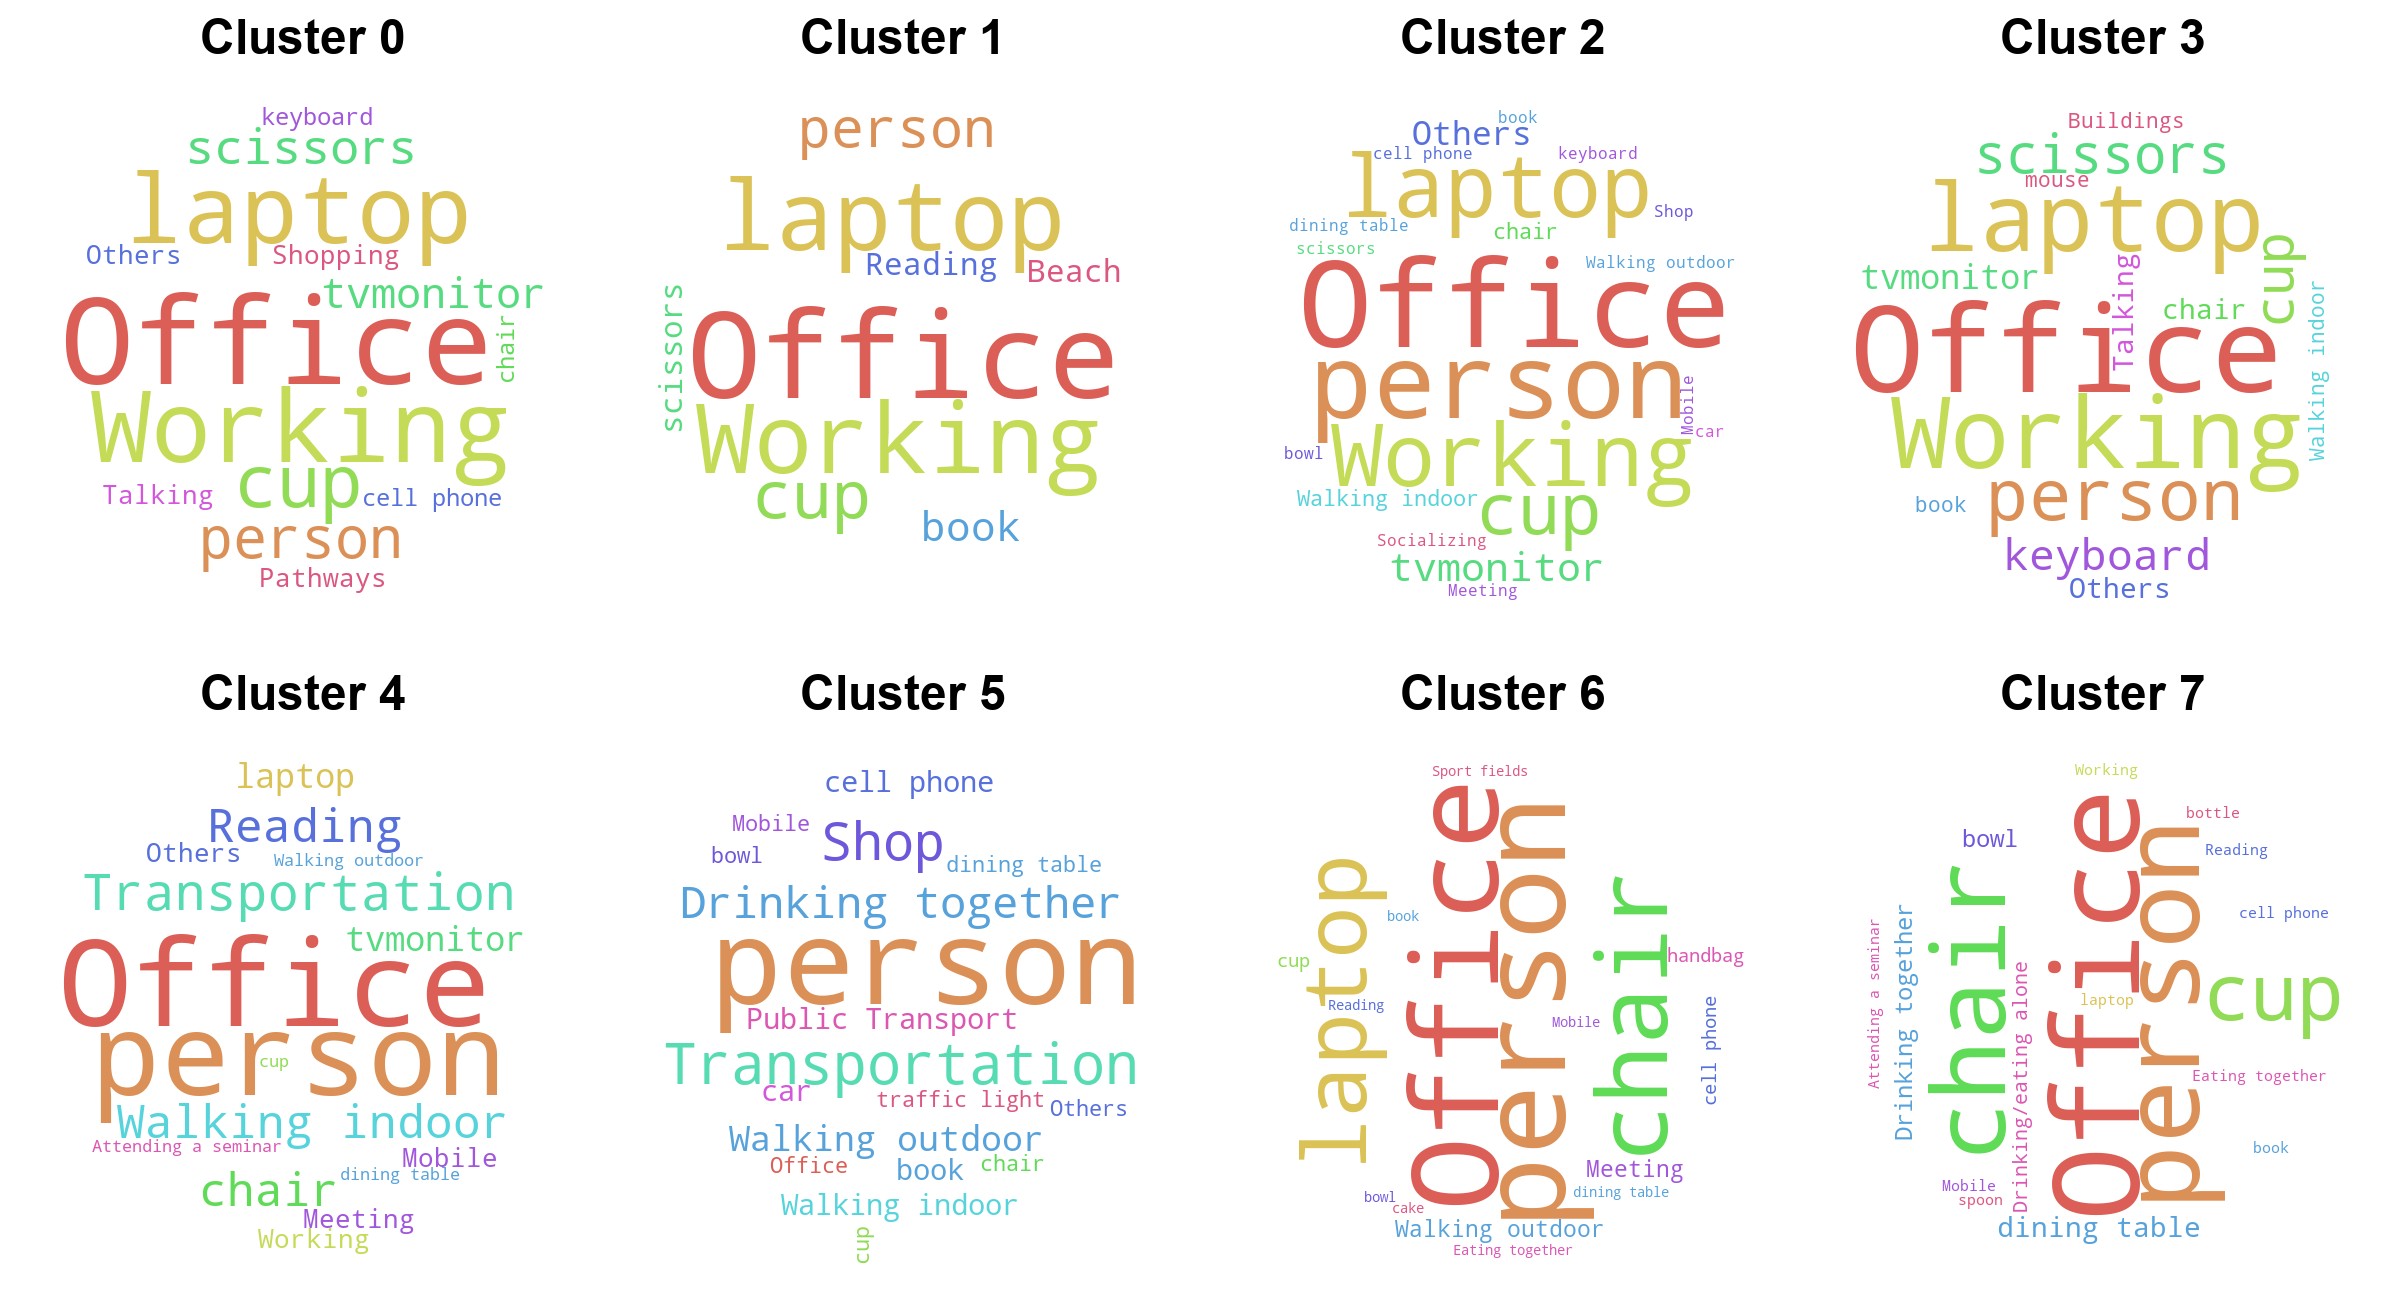 Cluster 0
keyboard
scissors
laptop
Others
Shopping
tvmonitor
Office
chair
Working
cup
Talking
cell phone
person
Pathways
Cluster 1
person
laptop
Reading
Beach
scissors
Office
Working
cup
book
Cluster 2
book
Others
cell phone
keyboard
laptop
Shop
dining table
chair
scissors
Walking outdoor
Office
person
Mobile
car
Working
bowl
Walking indoor
cup
Socializing
tvmonitor
Meeting
Cluster 3
Buildings
scissors
mouse
laptop
cup
tvmonitor
Talking
chair
Walking indoor
Office
Working
person
book
keyboard
Others
Cluster 4
laptop
Reading
Others
Walking outdoor
Transportation
tvmonitor
Office
person
cup
Walking indoor
Attending a seminar
Mobile
dining table
chair
Meeting
Working
Cluster 5
cell phone
Mobile
Shop
bowl
dining table
Drinking together
person
Public Transport
Transportation
car
traffic light
Others
Walking outdoor
Office
book
chair
Walking indoor
cup
Cluster 6
Sport fields
Office
person
laptop
chair
book
cup
handbag
Reading
Mobile
cell phone
Meeting
bowl
dining table
cake
Walking outdoor
Eating together
Cluster 7
Working
bottle
bowl
Reading
Office
person
chair
cell phone
Attending a seminar
Drinking together
Drinking/eating alone
laptop
cup
Eating together
book
Mobile
spoon
dining table